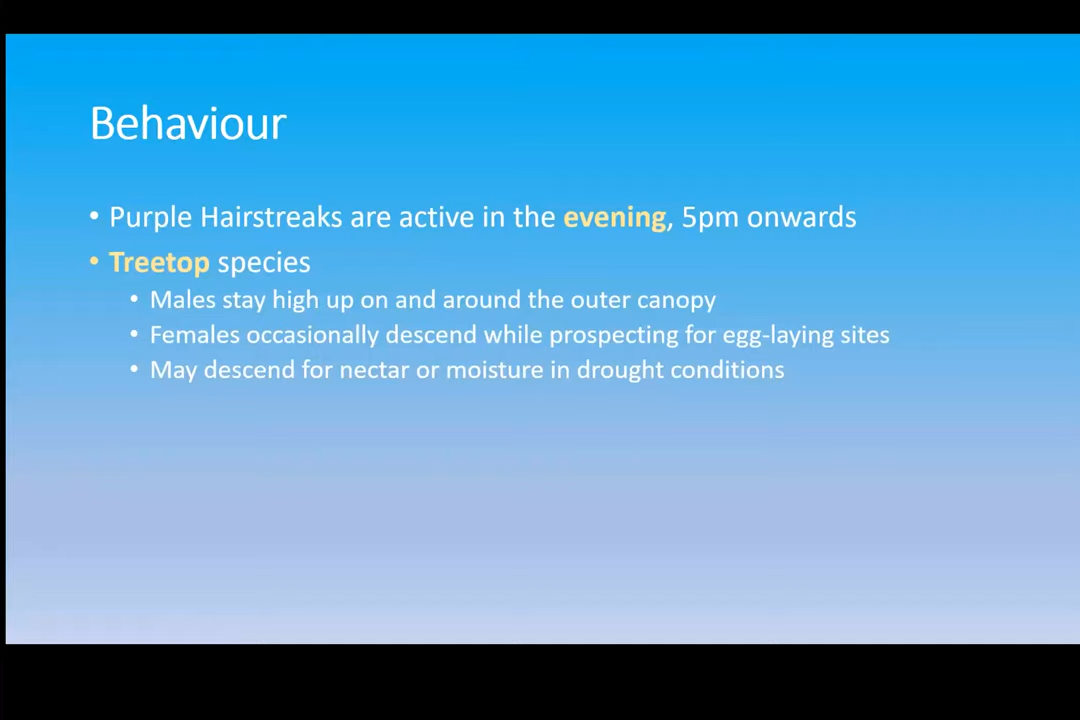 Behaviour
• Purple Hairstreaks are active in the evening, 5pm onwards
• Treetop species
• Males stay high up on and around the outer canopy
• Females occasionally descend while prospecting for egg-laying sites
• May descend for nectar or moisture in drought conditions